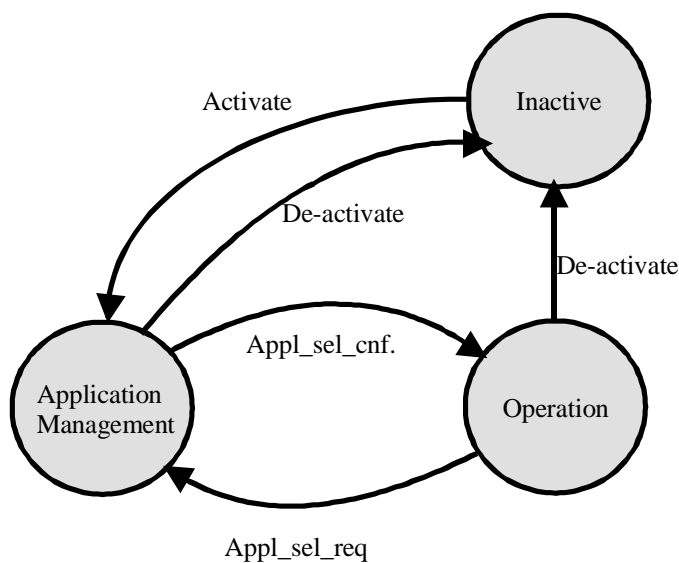 Activate
Inactive
De-activate
De-activate
Appl_sel_cnf.
Application
Management
Operation
Appl_sel_req